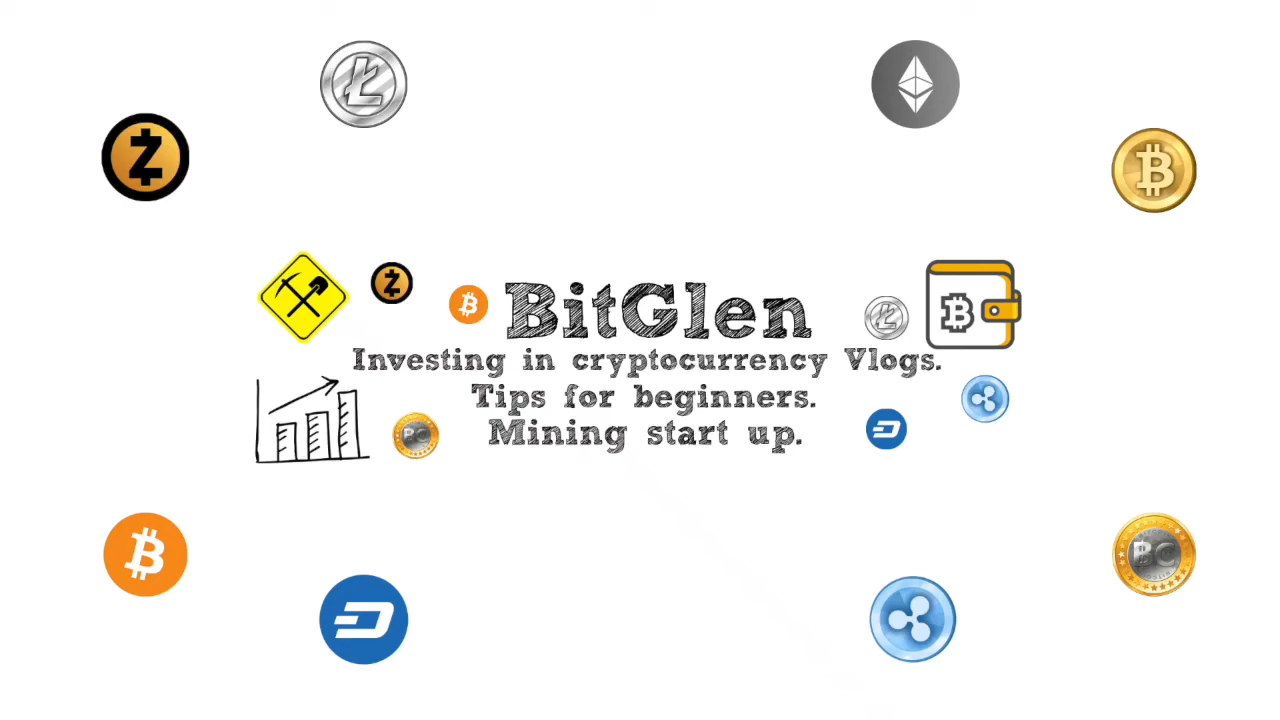 BitGlen
Investing in cryptocurrency Vlogs.
Tips for beginners.
Mining start up.